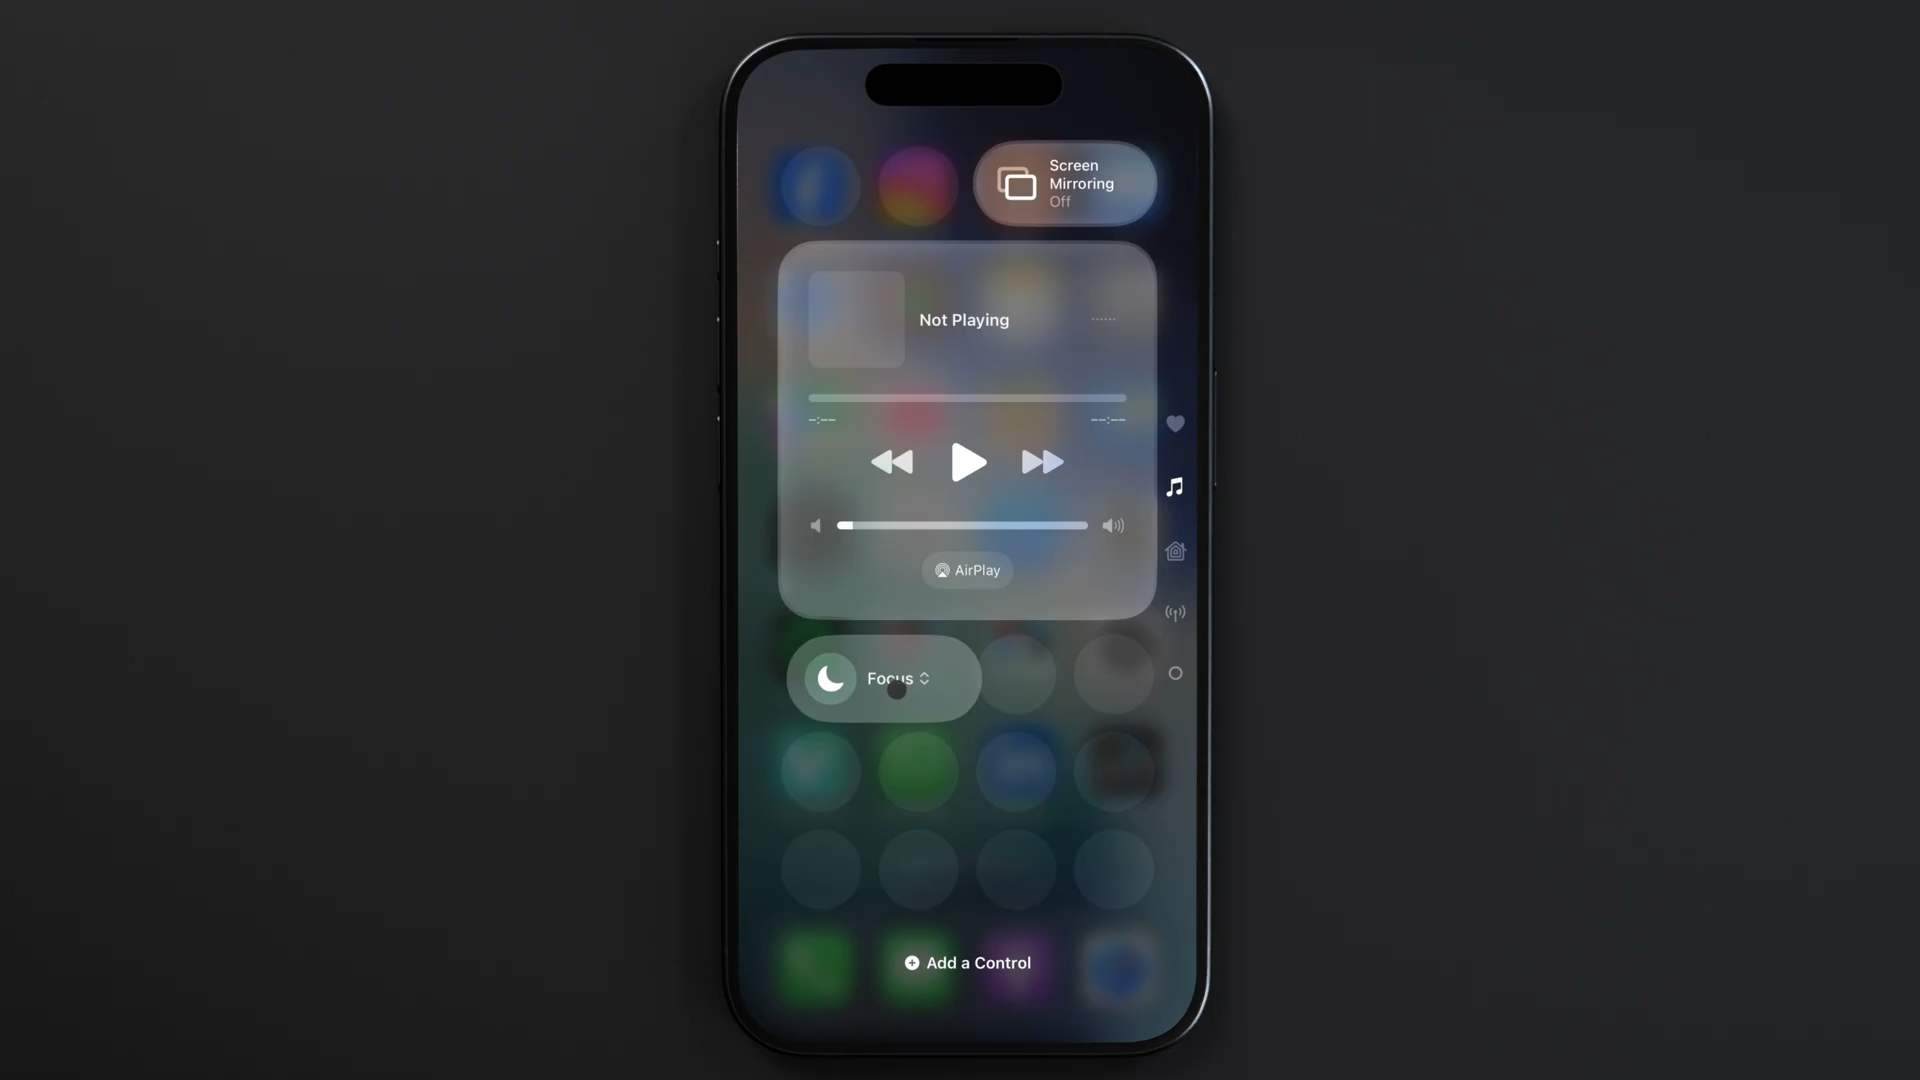 Screen
Mirroring
Off
Not Playing
-:--
--:--
AirPlay
Focus
Add a Control